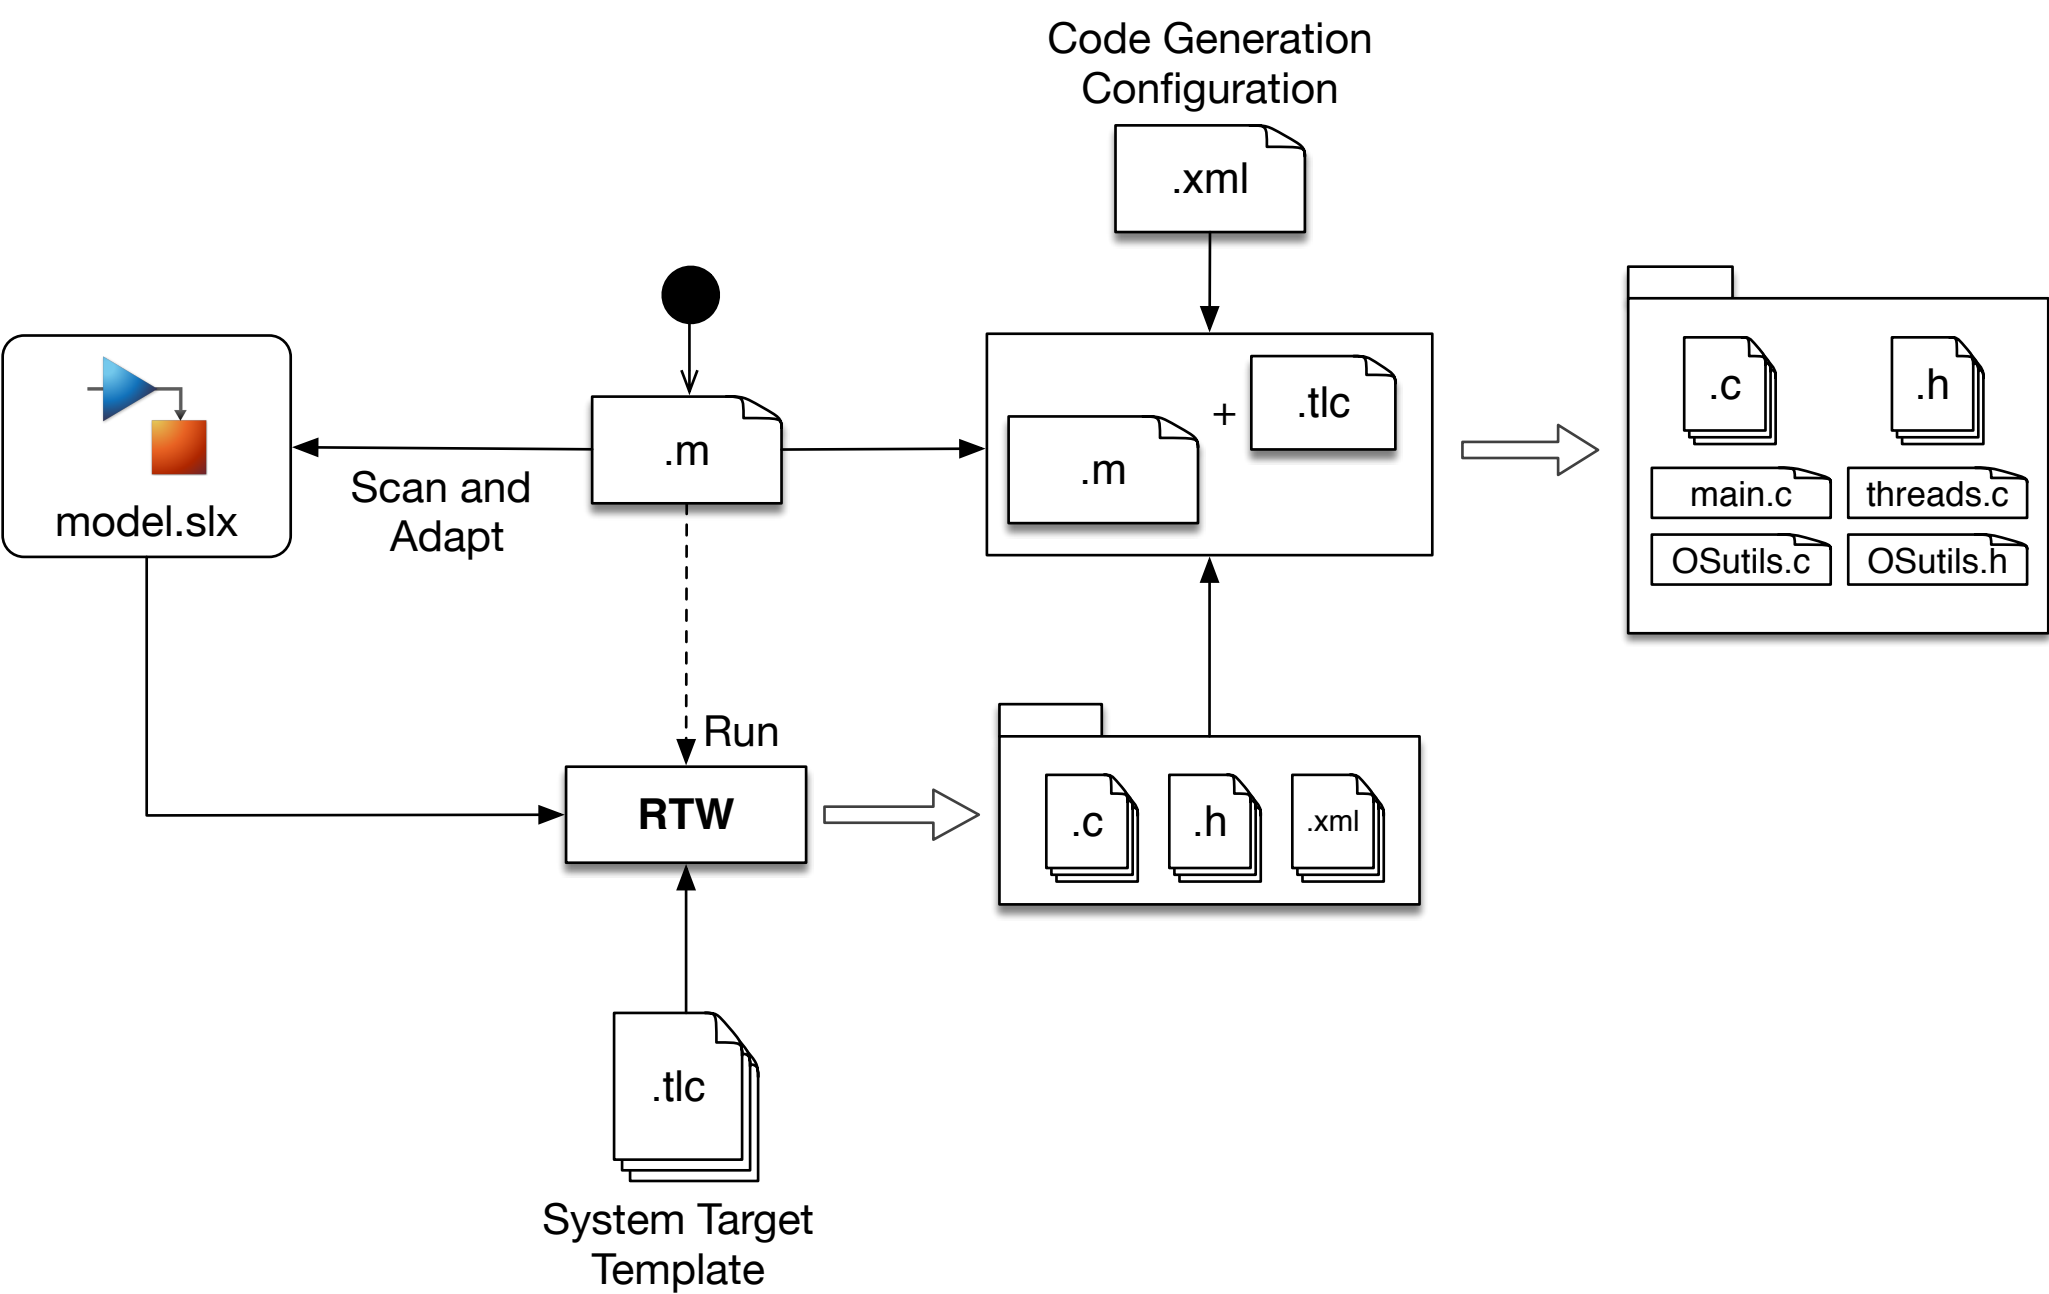 Code Generation
Configuration
.xml
.m
+
.tlc
.m
model.slx
Scan and
Adapt
.c
.h
main.c
threads.c
OSutils.c
OSutils.h
Run
RTW
.c
.h
.xml
.tlc
System Target
Template